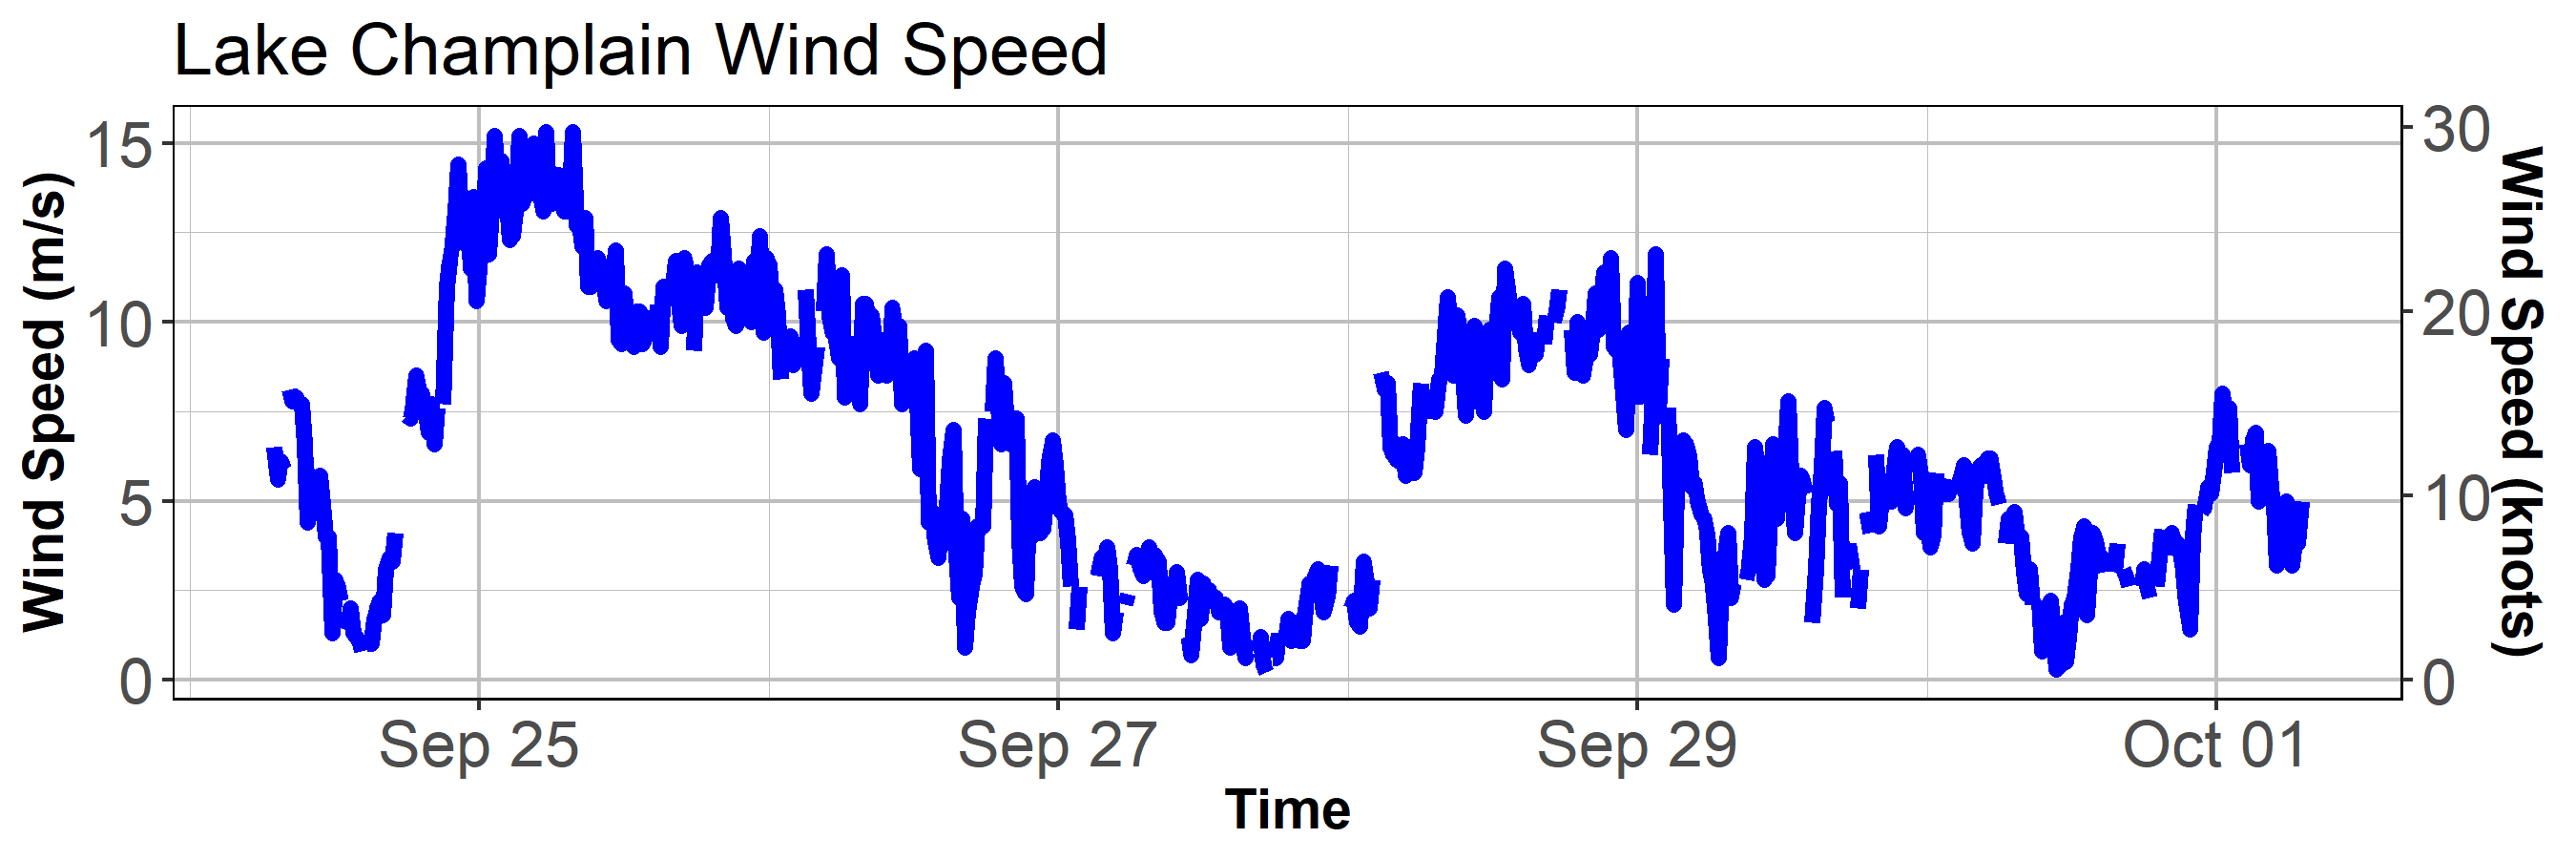 Lake Champlain Wind Speed
15
10
5
0
Wind Speed (m/s)
30
20
10
0
Wind Speed (knots)
Sep 25
Sep 27
Sep 29
Oct 01
Time